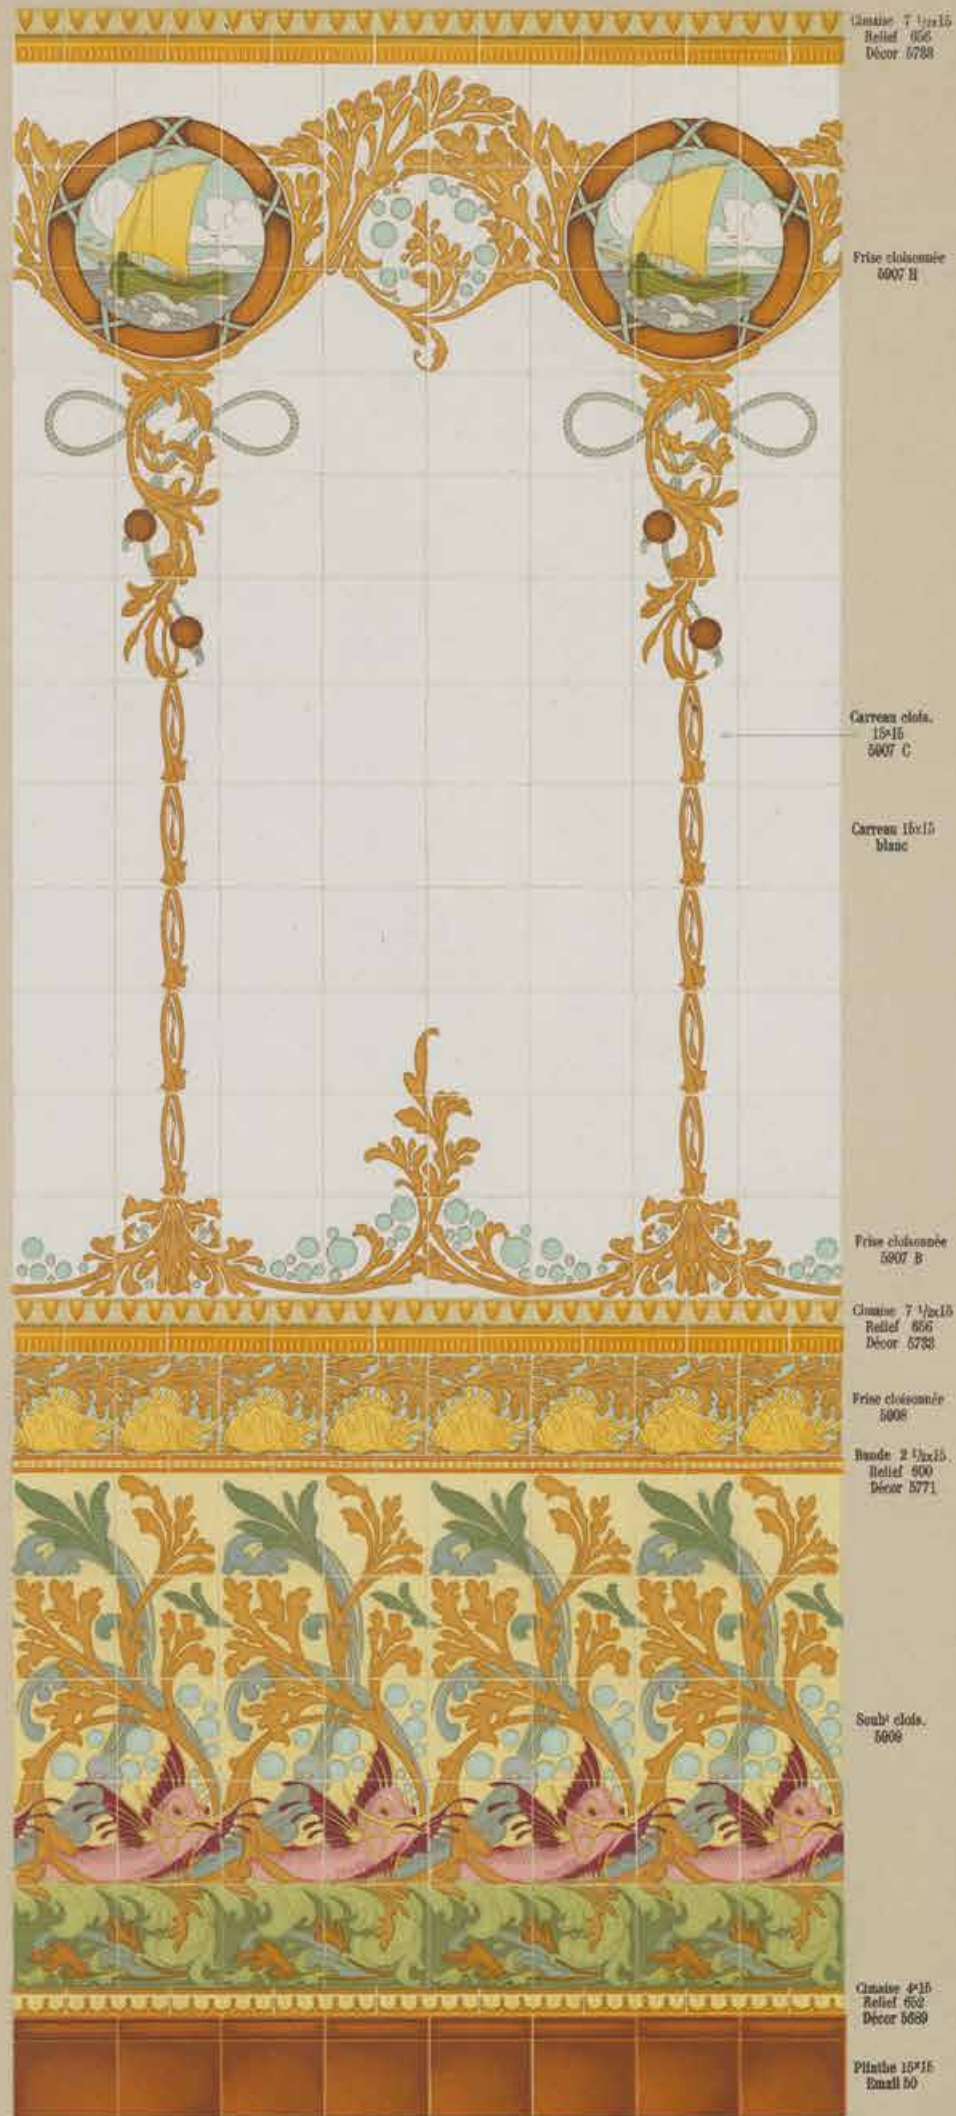 Cimaise 7 1/2x15
Relief 656
Décor 5733
Frise cloisonnée
5907 H
Carreau clois.
15x15
5907 C
Carreau 15x15
blanc
Frise cloisonnée
5907 B
Cimaise 7 1/2x15
Relief 656
Décor 5733
Frise cloisonnée
5908
Bande 2 1/2x15
Relief 600
Décor 5771
Soubt clois.
5909
Cimaise 4x15
Relief 652
Décor 5689
Plinthe 15x15
Email 50